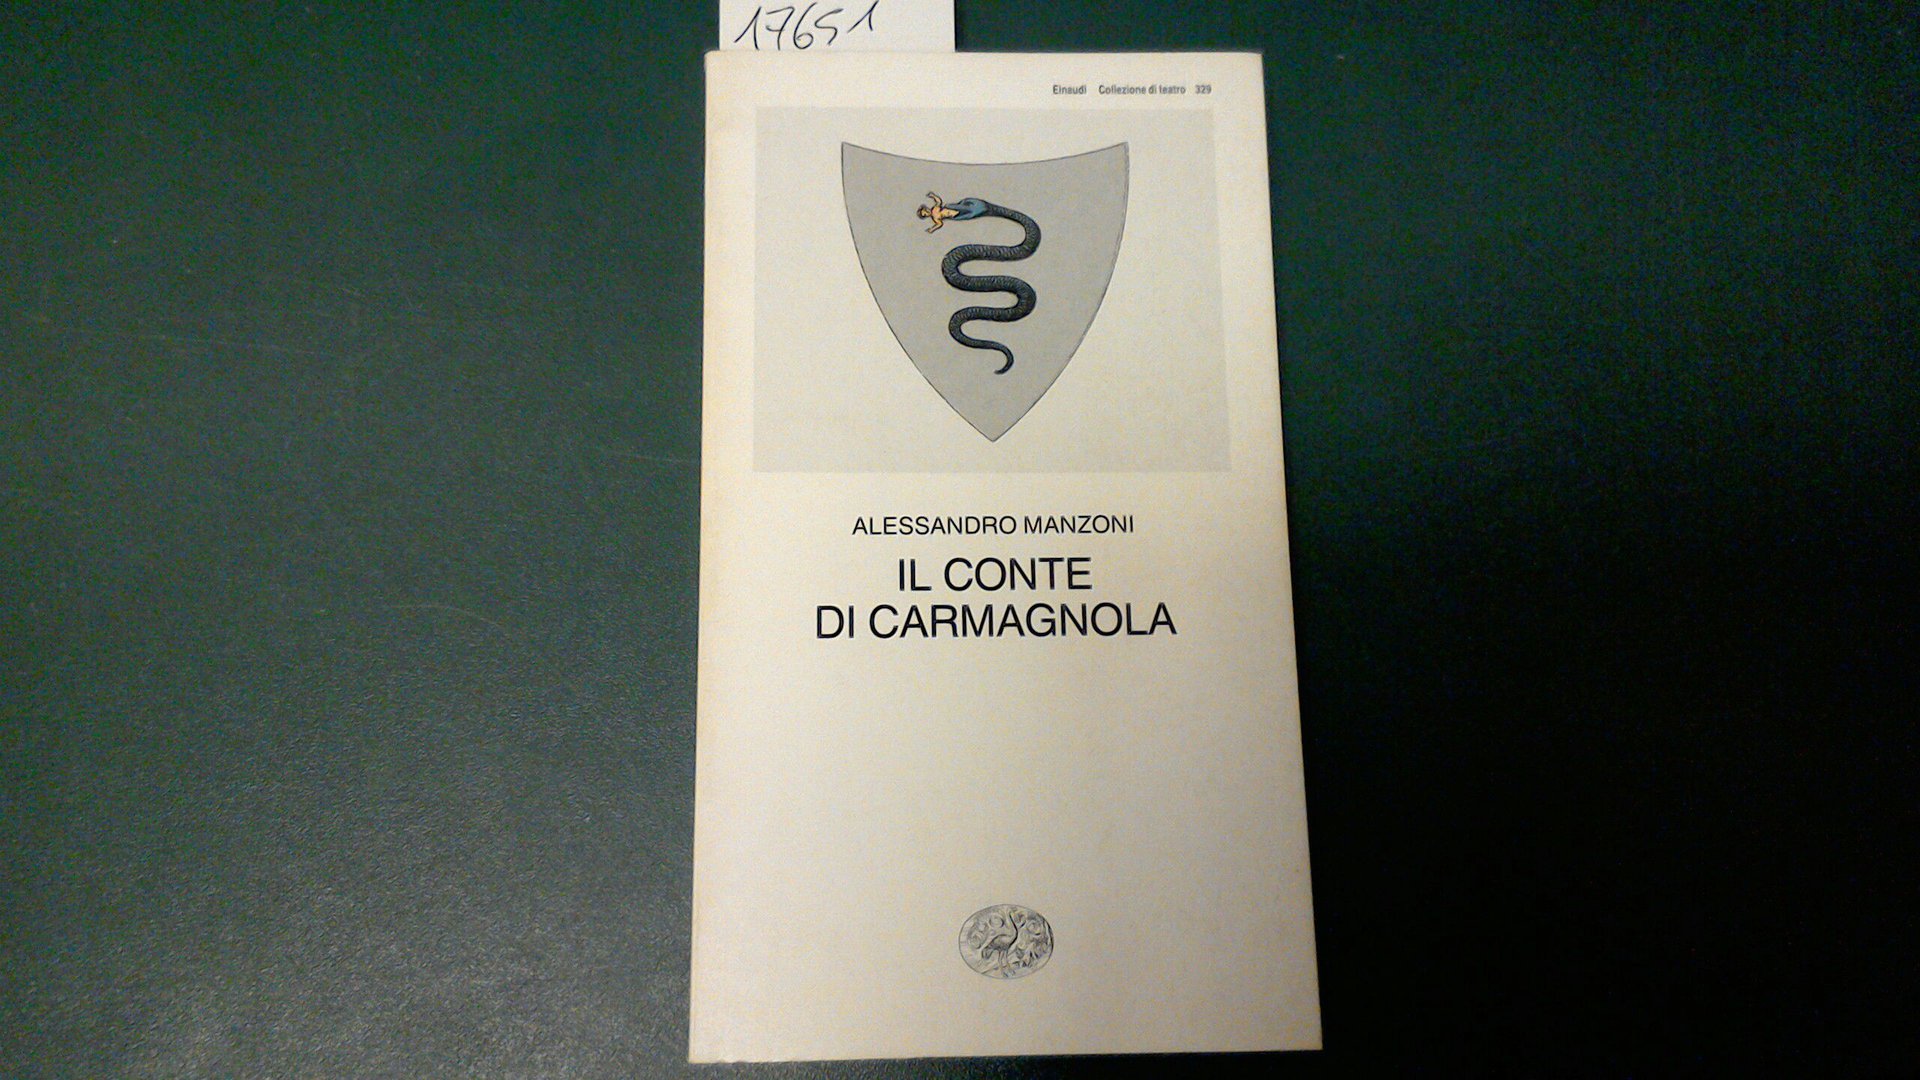 17651
Einaudi Collezione di teatro 329
ALESSANDRO MANZONI
IL CONTE
DI CARMAGNOLA